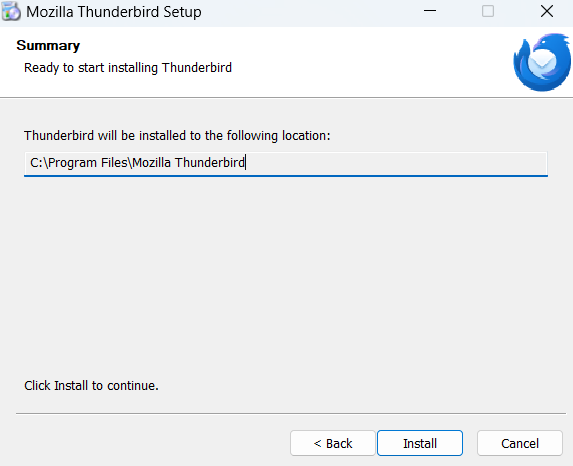 Mozilla Thunderbird Setup
Summary
Ready to start installing Thunderbird
Thunderbird will be installed to the following location:
C:\Program Files\Mozilla Thunderbird
Click Install to continue.
< Back Install Cancel